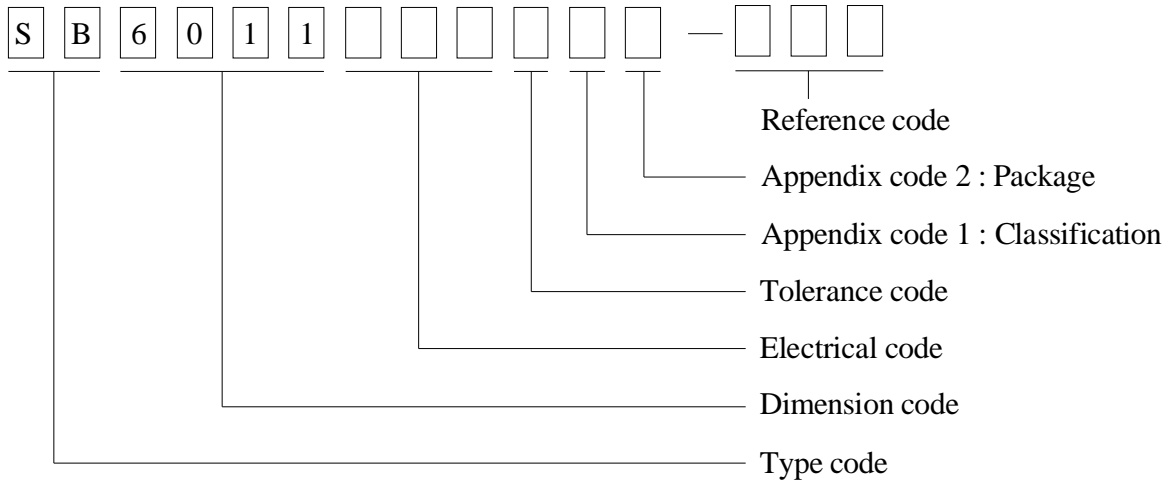 S B 6 0 1 1 —
Reference code
Appendix code 2 : Package
Appendix code 1 : Classification
Tolerance code
Electrical code
Dimension code
Type code